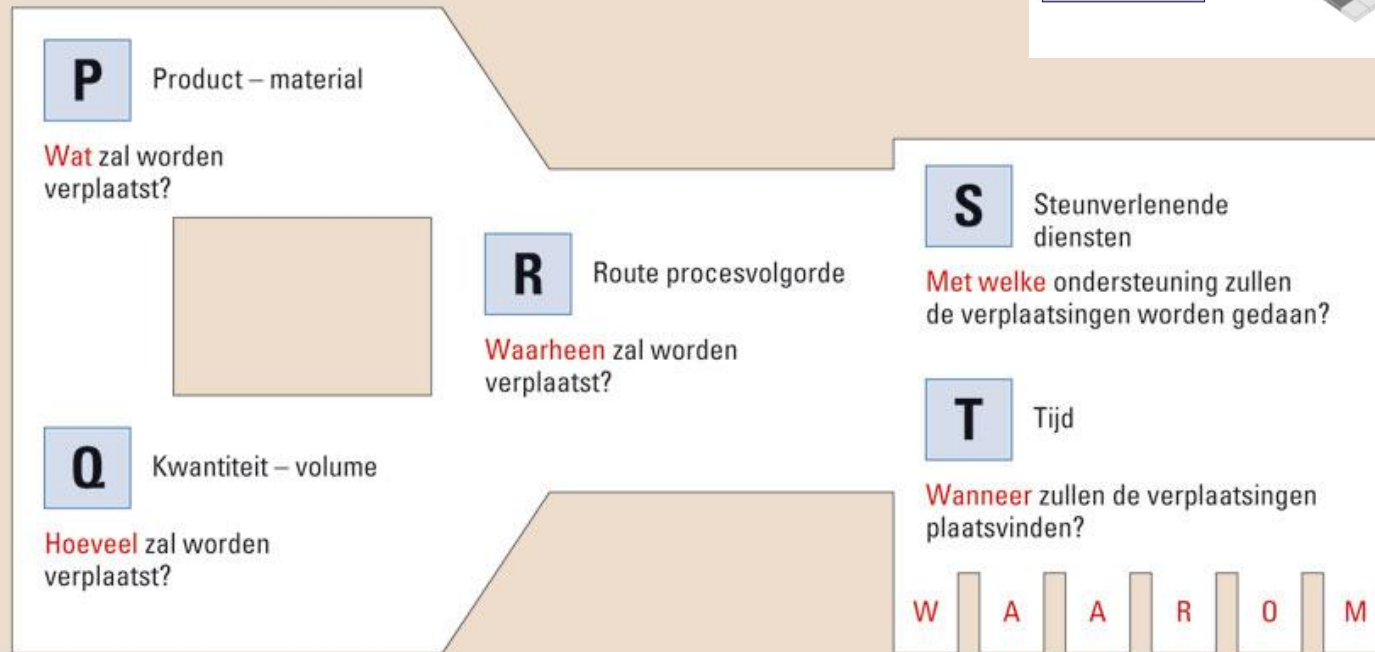 P
Product – material
Wat zal worden
verplaatst?
Q
Kwantiteit – volume
Hoeveel zal worden
verplaatst?
R
Route procesvolgorde
Waarheen zal worden
verplaatst?
S
Steunverlenende
diensten
Met welke ondersteuning zullen
de verplaatsingen worden gedaan?
T
Tijd
Wanneer zullen de verplaatsingen
plaatsvinden?
W A A R O M